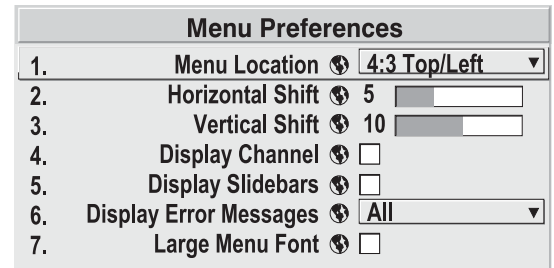 Menu Preferences
1. Menu Location 4:3 Top/Left
2. Horizontal Shift 5
3. Vertical Shift 10
4. Display Channel
5. Display Slidebars
6. Display Error Messages All
7. Large Menu Font